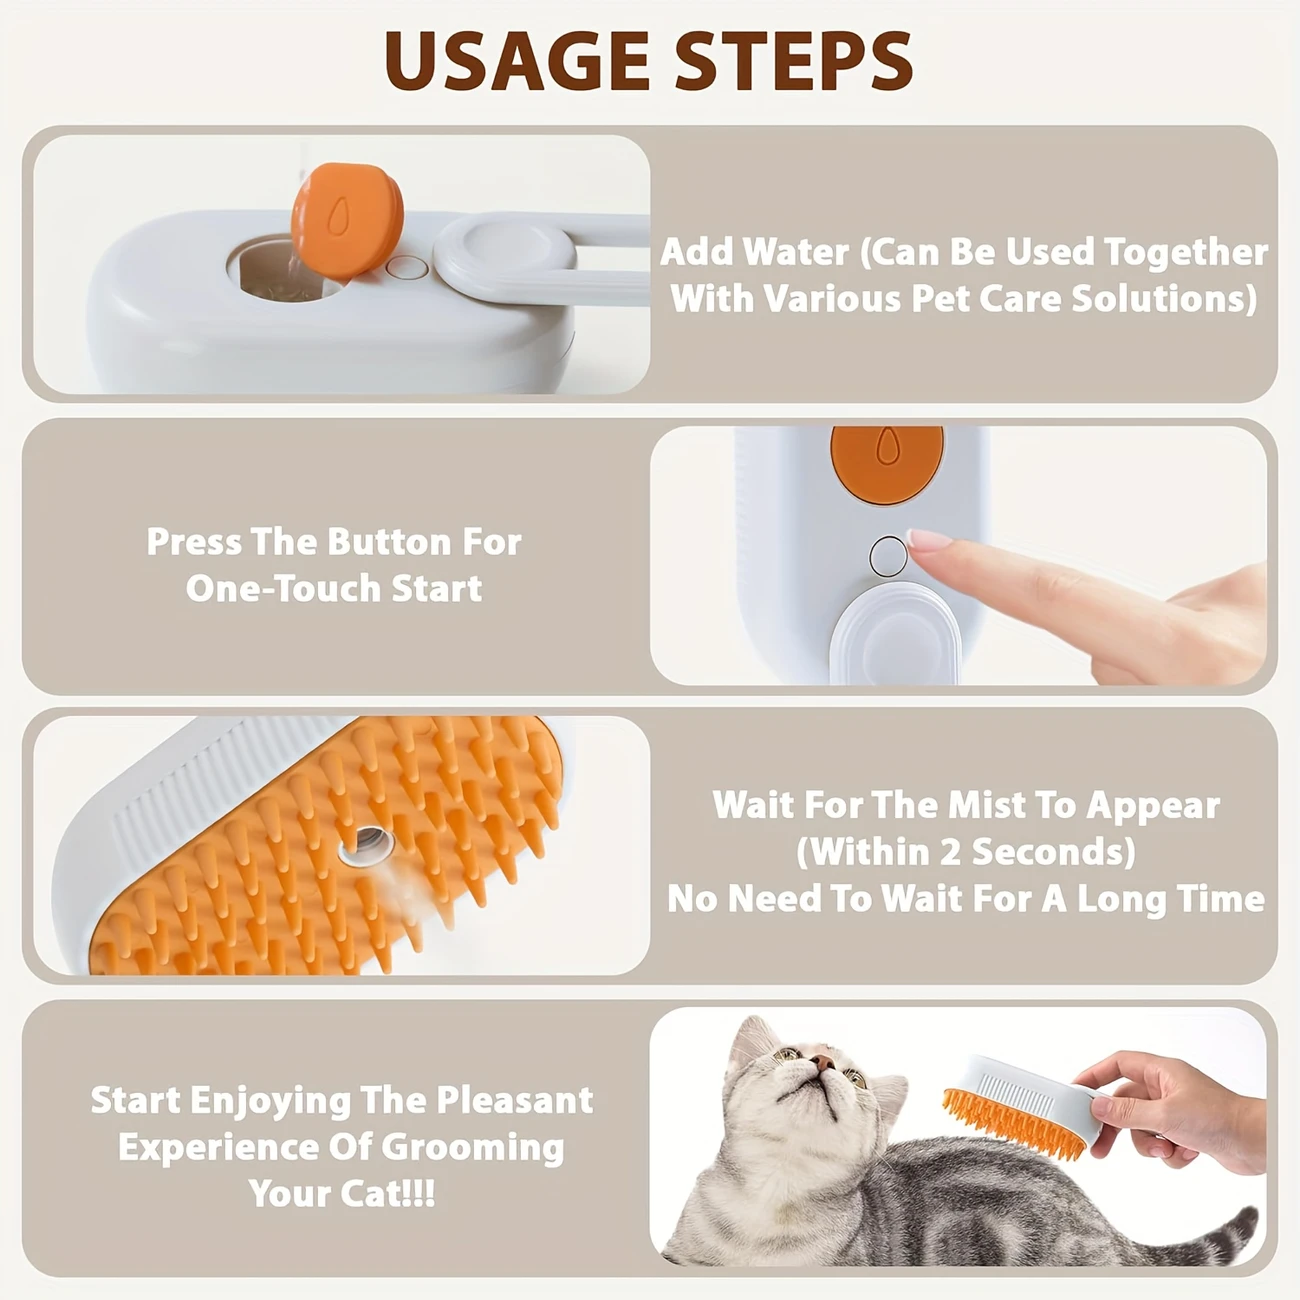 USAGE STEPS
Add Water (Can Be Used Together
With Various Pet Care Solutions)
Press The Button For
One-Touch Start
Wait For The Mist To Appear
(Within 2 Seconds)
No Need To Wait For A Long Time
Start Enjoying The Pleasant
Experience Of Grooming
Your Cat!!!